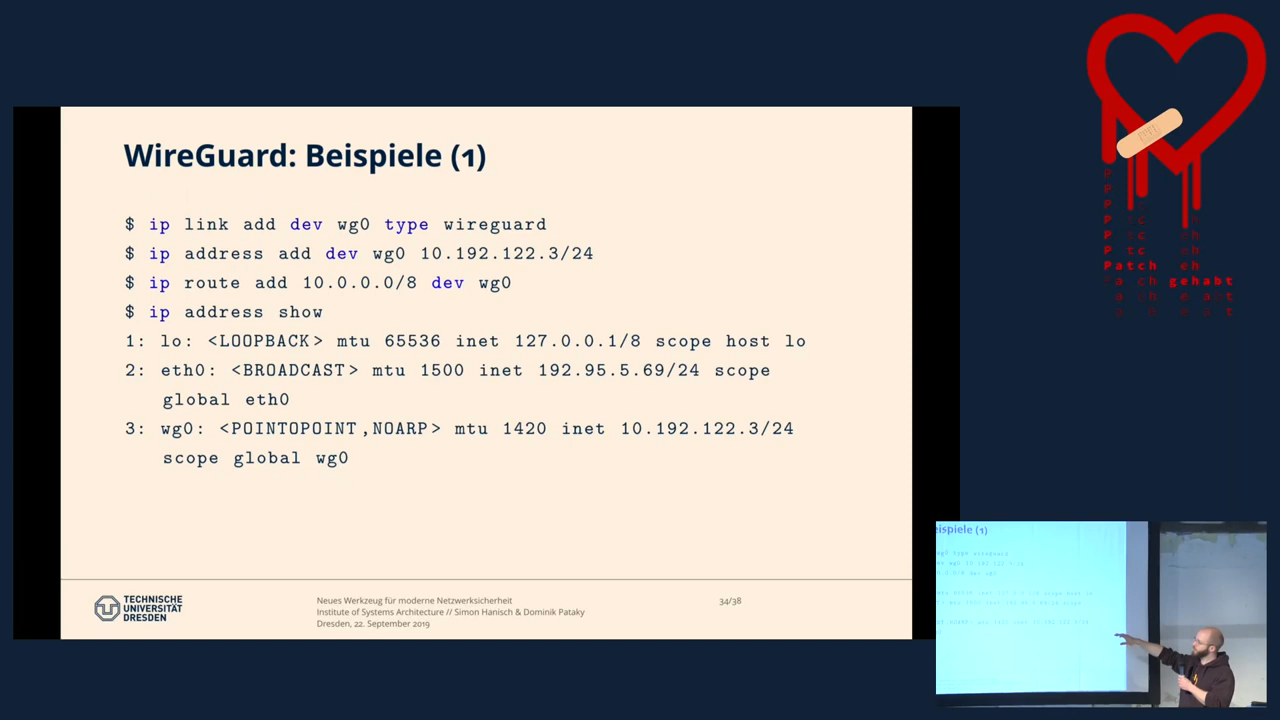 WireGuard: Beispiele (1)
$ ip link add dev wg0 type wireguard
$ ip address add dev wg0 10.192.122.3/24
$ ip route add 10.0.0.0/8 dev wg0
$ ip address show
1: lo: <LOOPBACK> mtu 65536 inet 127.0.0.1/8 scope host lo
2: eth0: <BROADCAST> mtu 1500 inet 192.95.5.69/24 scope
global eth0
3: wg0: <POINTOPOINT,NOARP> mtu 1420 inet 10.192.122.3/24
scope global wg0
TECHNISCHE
UNIVERSITÄT
DRESDEN
Neues Werkzeug für moderne Netzwerksicherheit
Institute of Systems Architecture // Simon Hanisch & Dominik Pataky
Dresden, 22. September 2019
34/38
Patch gehabt
eispiele (1)